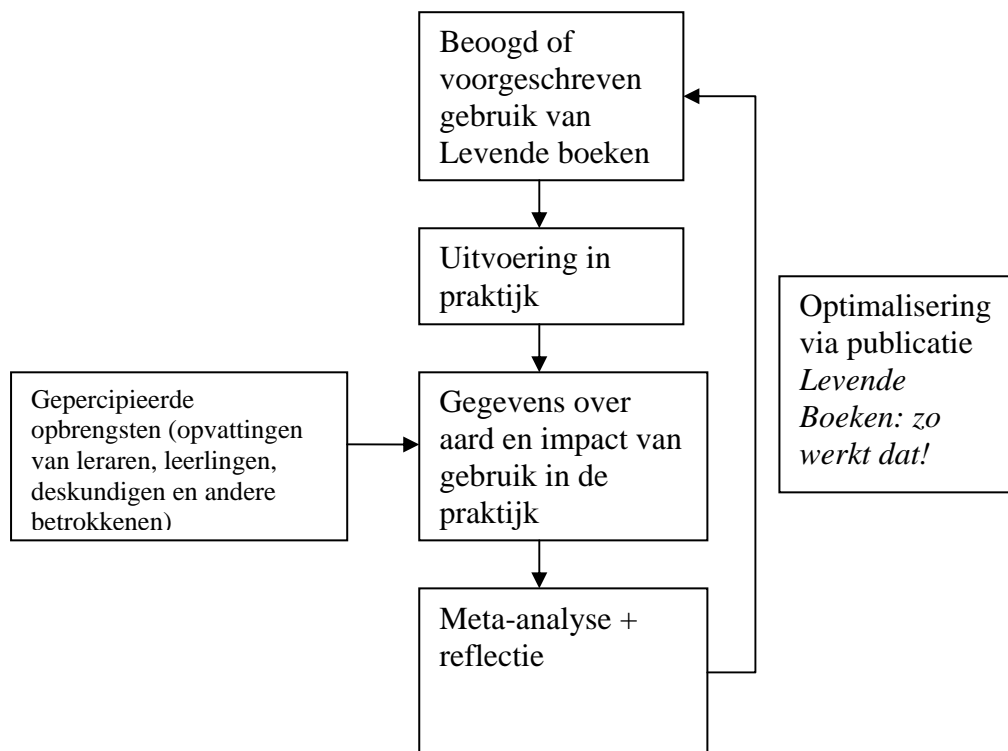 Beoogd of
voorgeschreven
gebruik van
Levende boeken
Uitvoering in
praktijk
Optimalisering
via publicatie
Levende
Boeken: zo
werkt dat!
Gepercipieerde
opbrengsten (opvattingen
van leraren, leerlingen,
deskundigen en andere
betrokkenen)
Gegevens over
aard en impact van
gebruik in de
praktijk
Meta-analyse +
reflectie